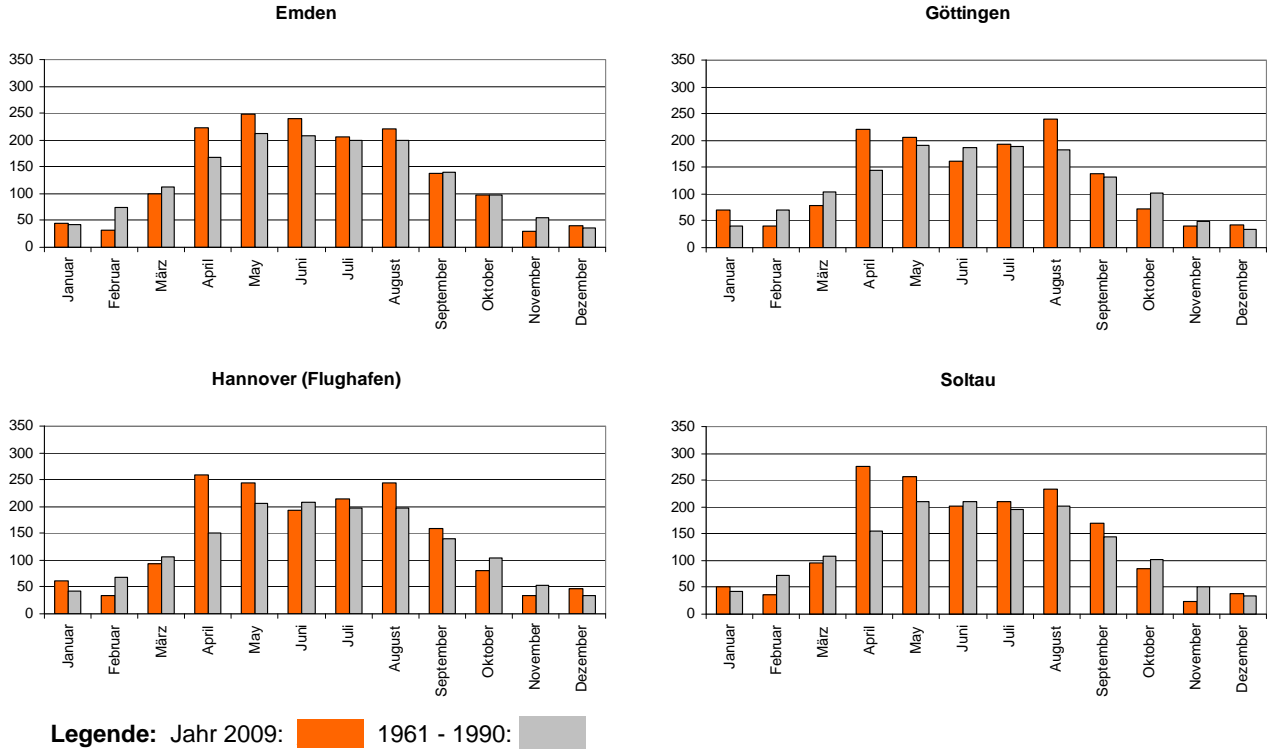 Emden
350
300
250
200
150
100
50
0
Januar
Februar
März
April
May
Juni
Juli
August
September
Oktober
November
Dezember
Göttingen
350
300
250
200
150
100
50
0
Januar
Februar
März
April
May
Juni
Juli
August
September
Oktober
November
Dezember
Hannover (Flughafen)
350
300
250
200
150
100
50
0
Januar
Februar
März
April
May
Juni
Juli
August
September
Oktober
November
Dezember
Soltau
350
300
250
200
150
100
50
0
Januar
Februar
März
April
May
Juni
Juli
August
September
Oktober
November
Dezember
Legende: Jahr 2009: 1961 - 1990: